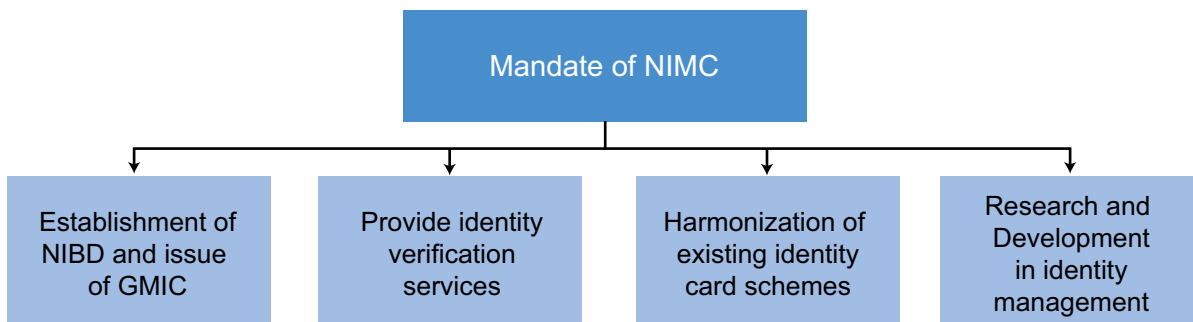 Mandate of NIMC
Establishment of
NIBD and issue
of GMIC
Provide identity
verification
services
Harmonization of
existing identity
card schemes
Research and
Development
in identity
management